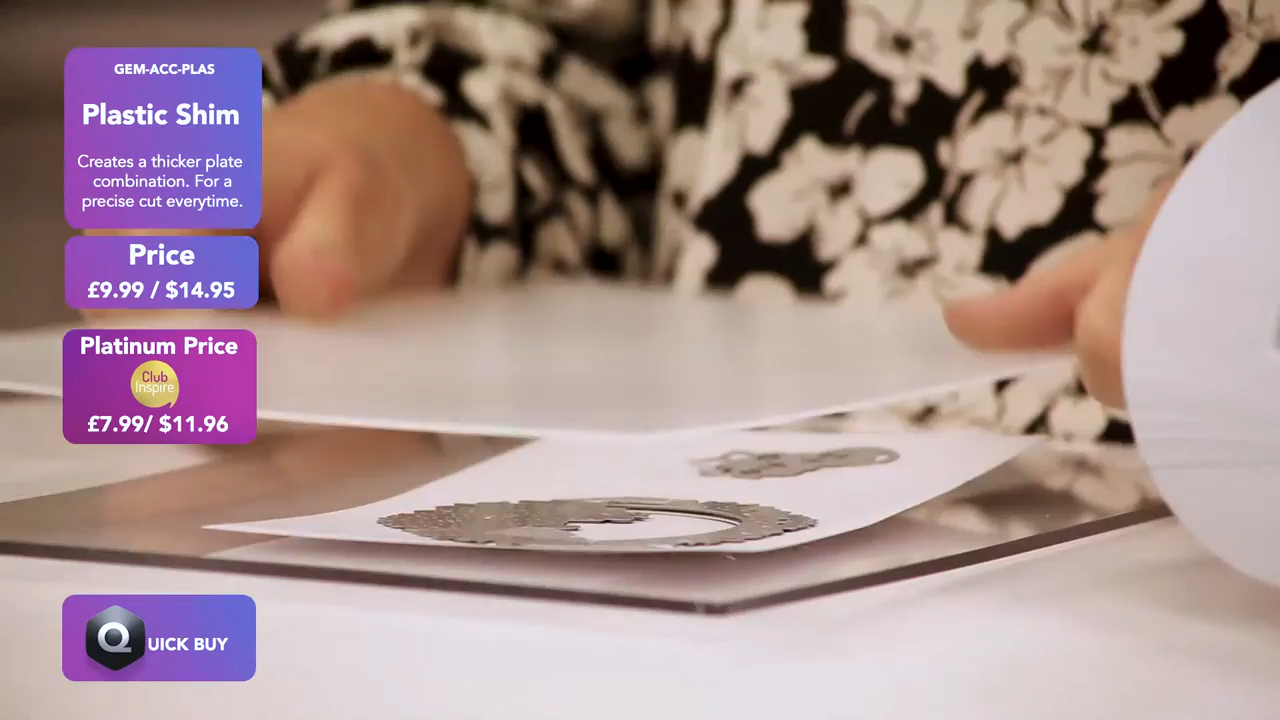 GEM-ACC-PLAS
Plastic Shim
Creates a thicker plate
combination. For a
precise cut everytime.
Price
£9.99 / $14.95
Platinum Price
Club
Inspire
£7.99/ $11.96
QUICK BUY